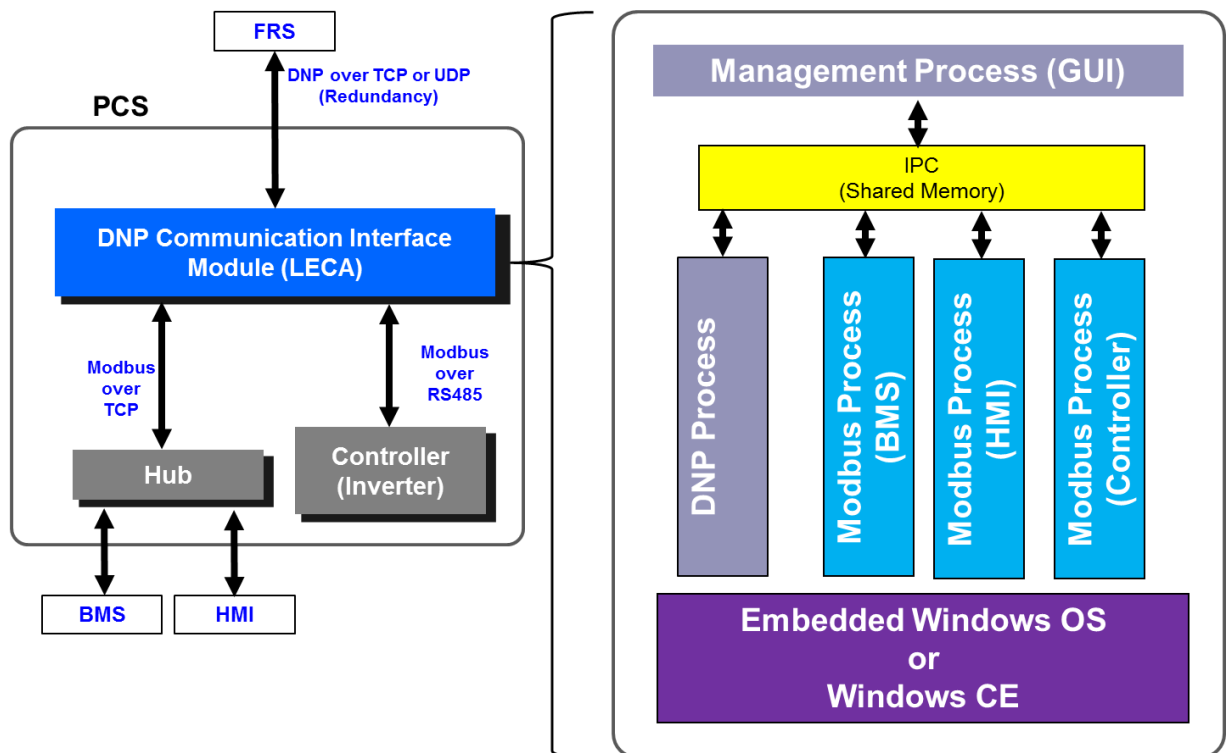 FRS
DNP over TCP or UDP
(Redundancy)
PCS
DNP Communication Interface
Module (LECA)
Modbus
over
TCP
Modbus
over
RS485
Hub
Controller
(Inverter)
BMS
HMI
Management Process (GUI)
IPC
(Shared Memory)
DNP Process
Modbus Process
(BMS)
Modbus Process
(HMI)
Modbus Process
(Controller)
Embedded Windows OS
or
Windows CE